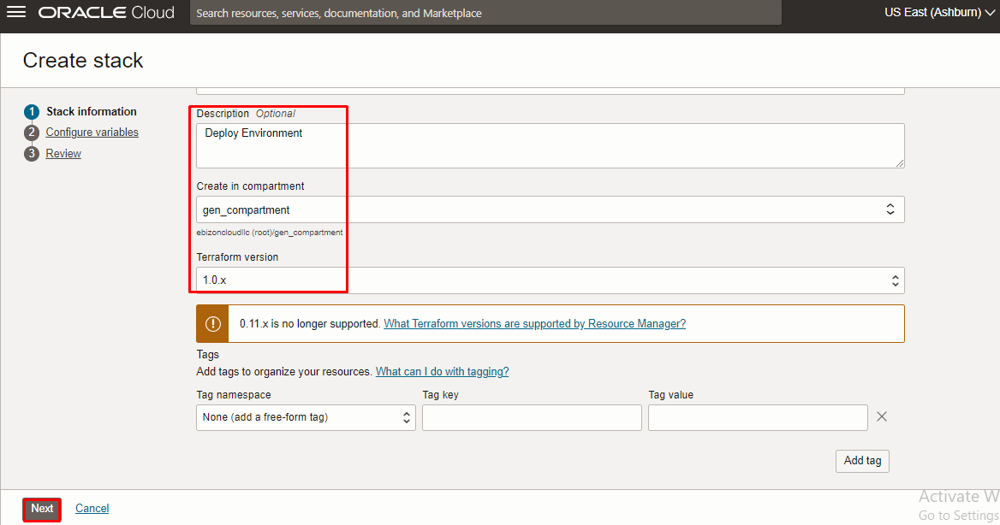 ORACLE Cloud
Search resources, services, documentation, and Marketplace
US East (Ashburn)
Create stack
1 Stack information
2 Configure variables
3 Review
Description Optional
Deploy Environment
Create in compartment
gen_compartment
ebizoncloudllc (root)/gen_compartment
Terraform version
1.0.x
0.11.x is no longer supported. What Terraform versions are supported by Resource Manager?
Tags
Add tags to organize your resources. What can I do with tagging?
Tag namespace Tag key Tag value
None (add a free-form tag)
Add tag
Next Cancel
Activate W
Go to Settings